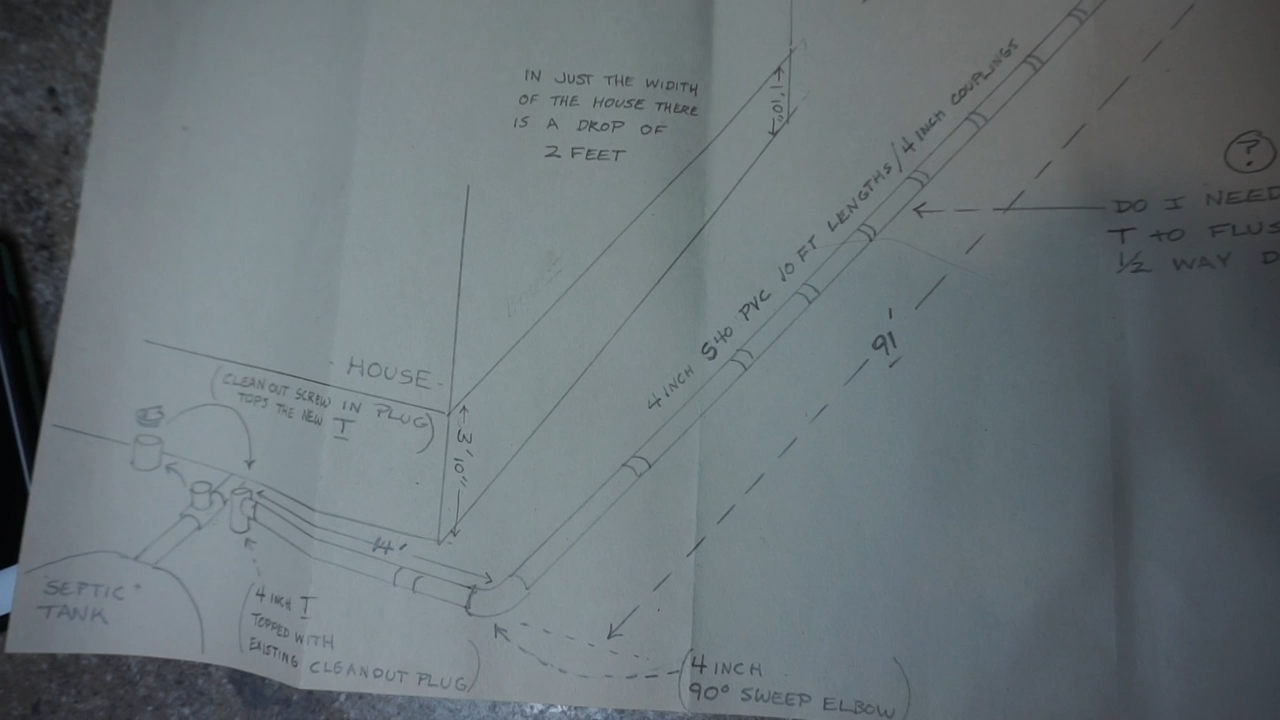 IN JUST THE WIDITH
OF THE HOUSE THERE
IS A DROP OF
2 FEET
1'10"
4 INCH S40 PVC 10 FT LENGTHS/4 INCH COUPLINGS
?
DO I NEED
T TO FLUS
1/2 WAY D
91'
HOUSE
(CLEANOUT SCREW IN PLUG)
TOPS THE NEW T
3'10"
14'
SEPTIC
TANK
(4 INCH T
TOPPED WITH
EXISTING CLEANOUT PLUG)
(4 INCH
90° SWEEP ELBOW)